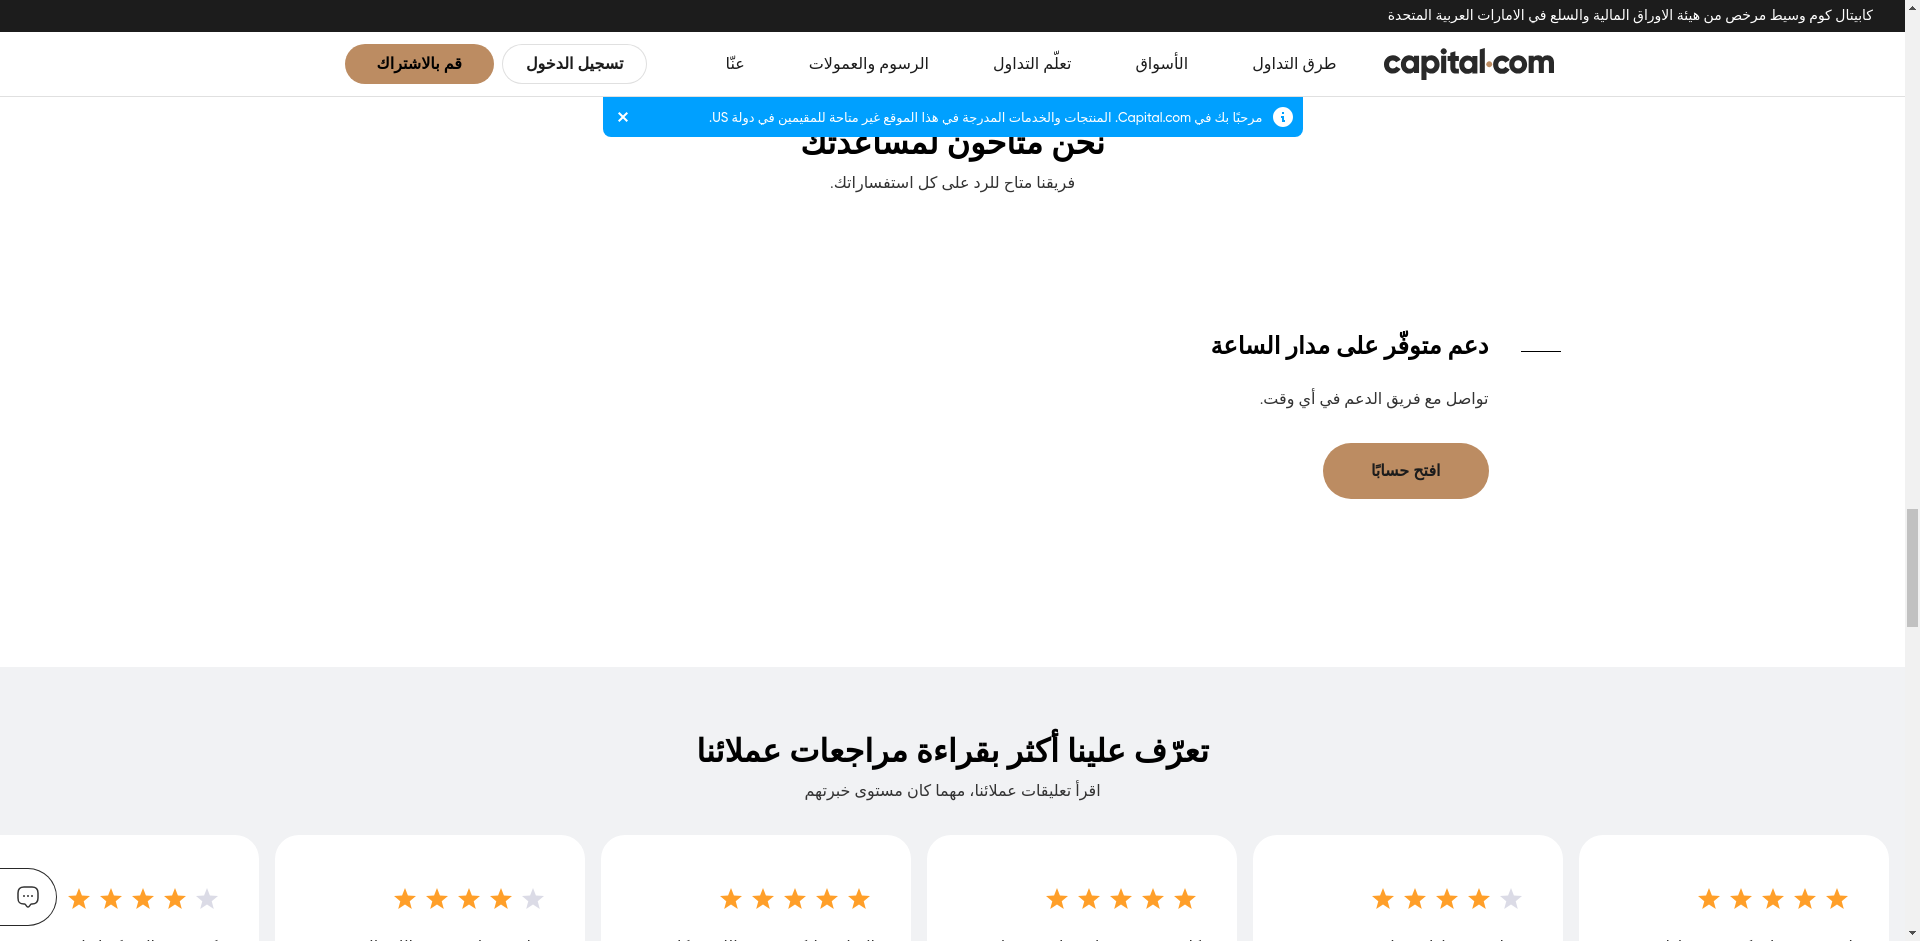 كابيتال كوم وسيط مرخص من هيئة الاوراق المالية والسلع في الامارات العربية المتحدة
capital.com
طرق التداول
الأسواق
تعلّم التداول
الرسوم والعمولات
عنّا
تسجيل الدخول
قم بالاشتراك
مرحبًا بك في Capital.com. المنتجات والخدمات المدرجة في هذا الموقع غير متاحة للمقيمين في دولة US.
نحن متاحون لمساعدتك
فريقنا متاح للرد على كل استفساراتك.
دعم متوفّر على مدار الساعة
تواصل مع فريق الدعم في أي وقت.
افتح حسابًا
تعرّف علينا أكثر بقراءة مراجعات عملائنا
اقرأ تعليقات عملائنا، مهما كان مستوى خبرتهم